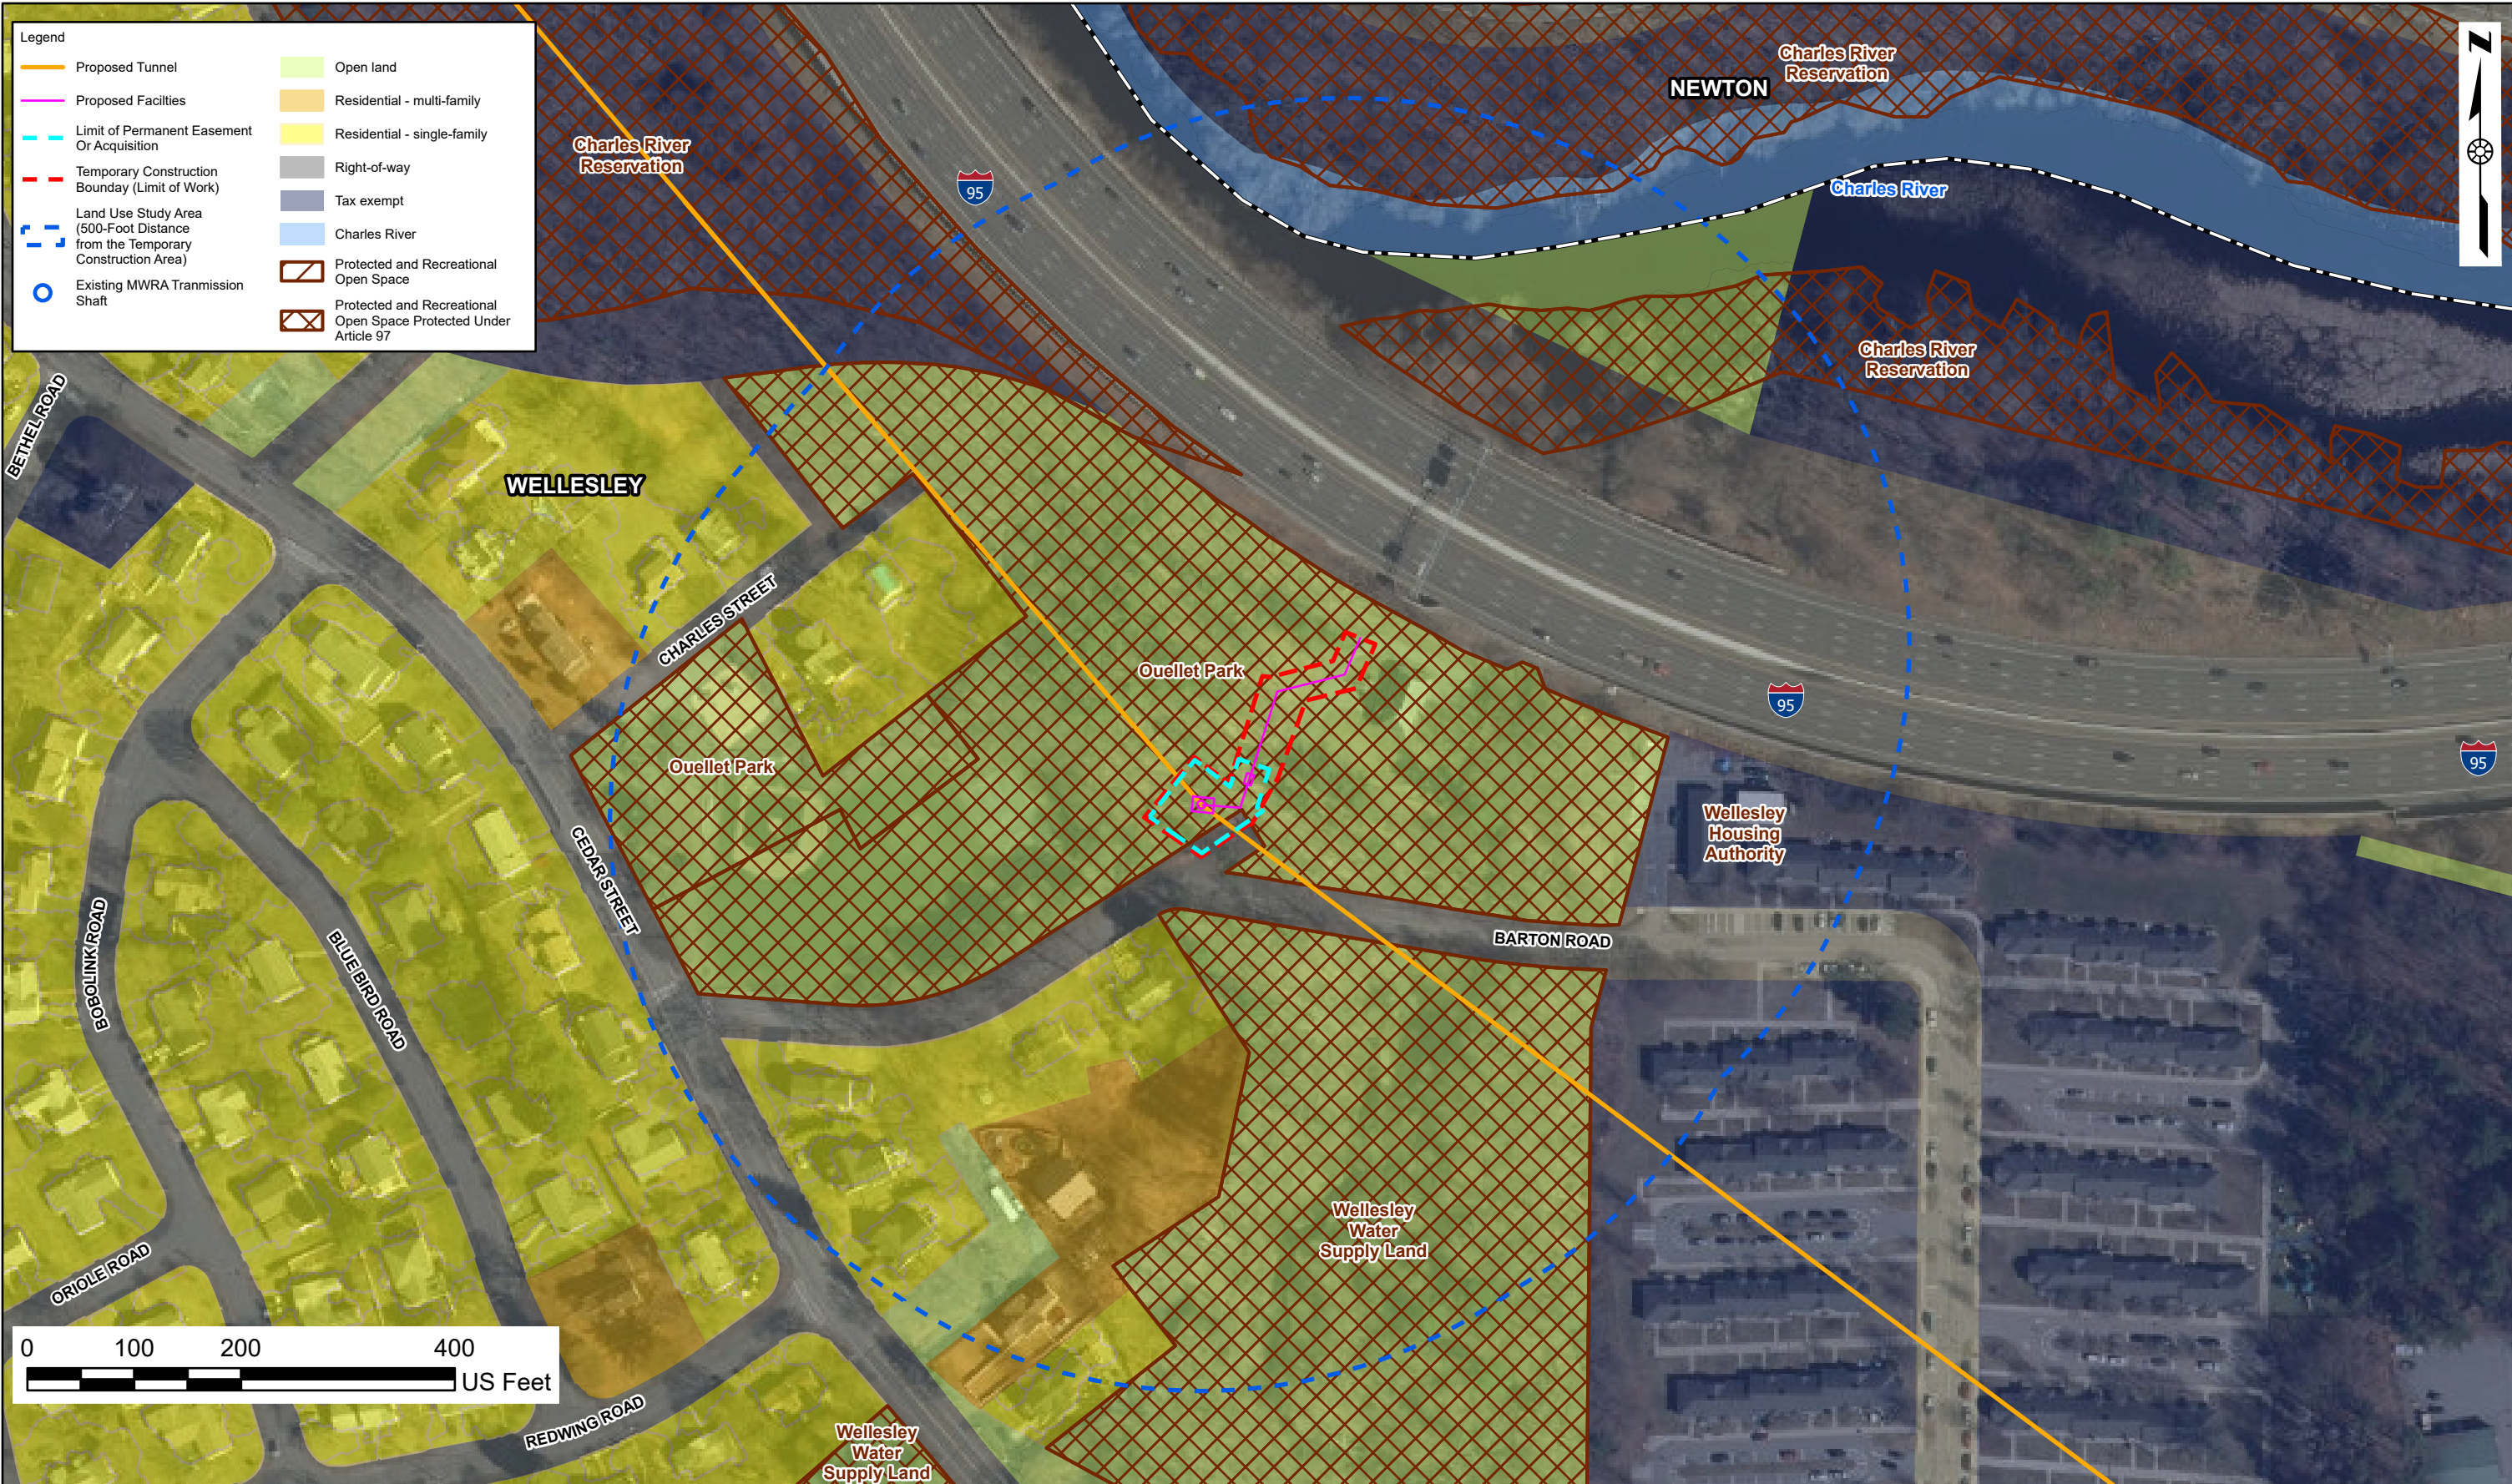 Legend
Proposed Tunnel
Proposed Facilties
Limit of Permanent Easement
Or Acquisition
Temporary Construction
Bounday (Limit of Work)
Land Use Study Area
(500-Foot Distance
from the Temporary
Construction Area)
Existing MWRA Tranmission
Shaft
Open land
Residential - multi-family
Residential - single-family
Right-of-way
Tax exempt
Charles River
Protected and Recreational
Open Space
Protected and Recreational
Open Space Protected Under
Article 97
Charles River
Reservation
95
NEWTON
Charles River
Reservation
Charles River
N
Charles River
Reservation
BETHEL ROAD
WELLESLEY
CHARLES STREET
Ouellet Park
95
95
Ouellet Park
Wellesley
Housing
Authority
CEDAR STREET
BOBOLINK ROAD
BLUE BIRD ROAD
BARTON ROAD
Wellesley
Water
Supply Land
ORIOLE ROAD
REDWING ROAD
Wellesley
Water
Supply Land
0 100 200 400
US Feet